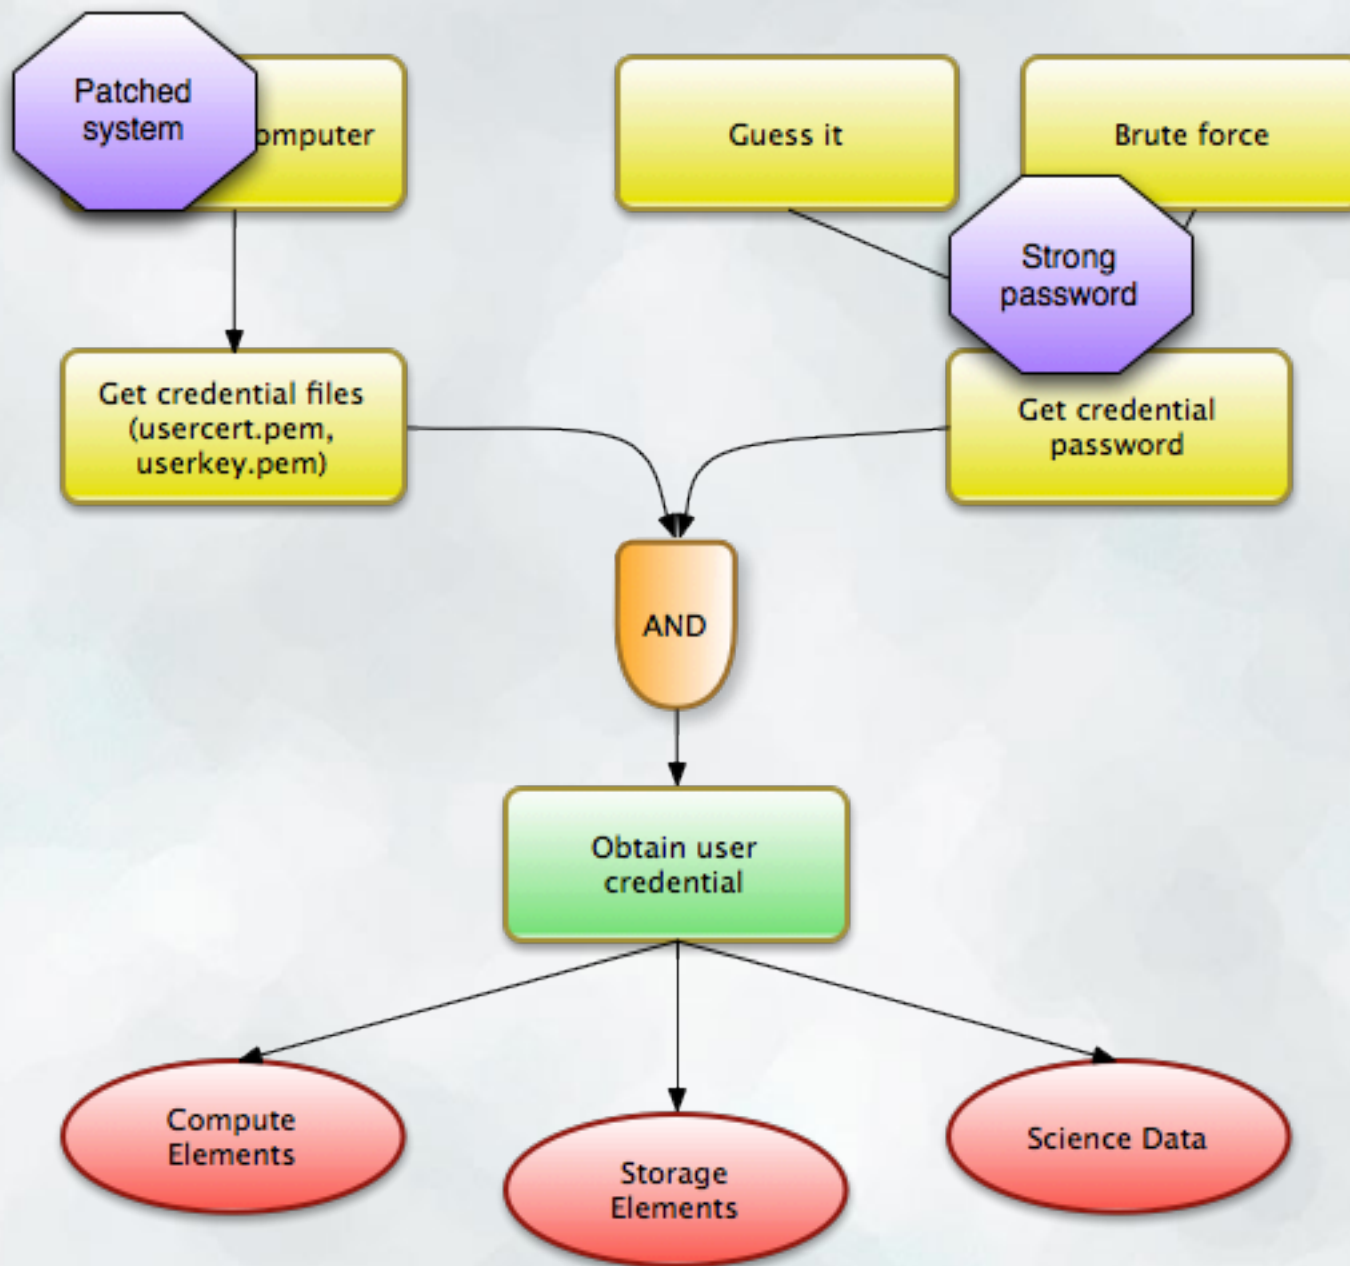 Patched
system
omputer
Guess it
Brute force
Strong
password
Get credential files
(usercert.pem,
userkey.pem)
Get credential
password
AND
Obtain user
credential
Compute
Elements
Storage
Elements
Science Data